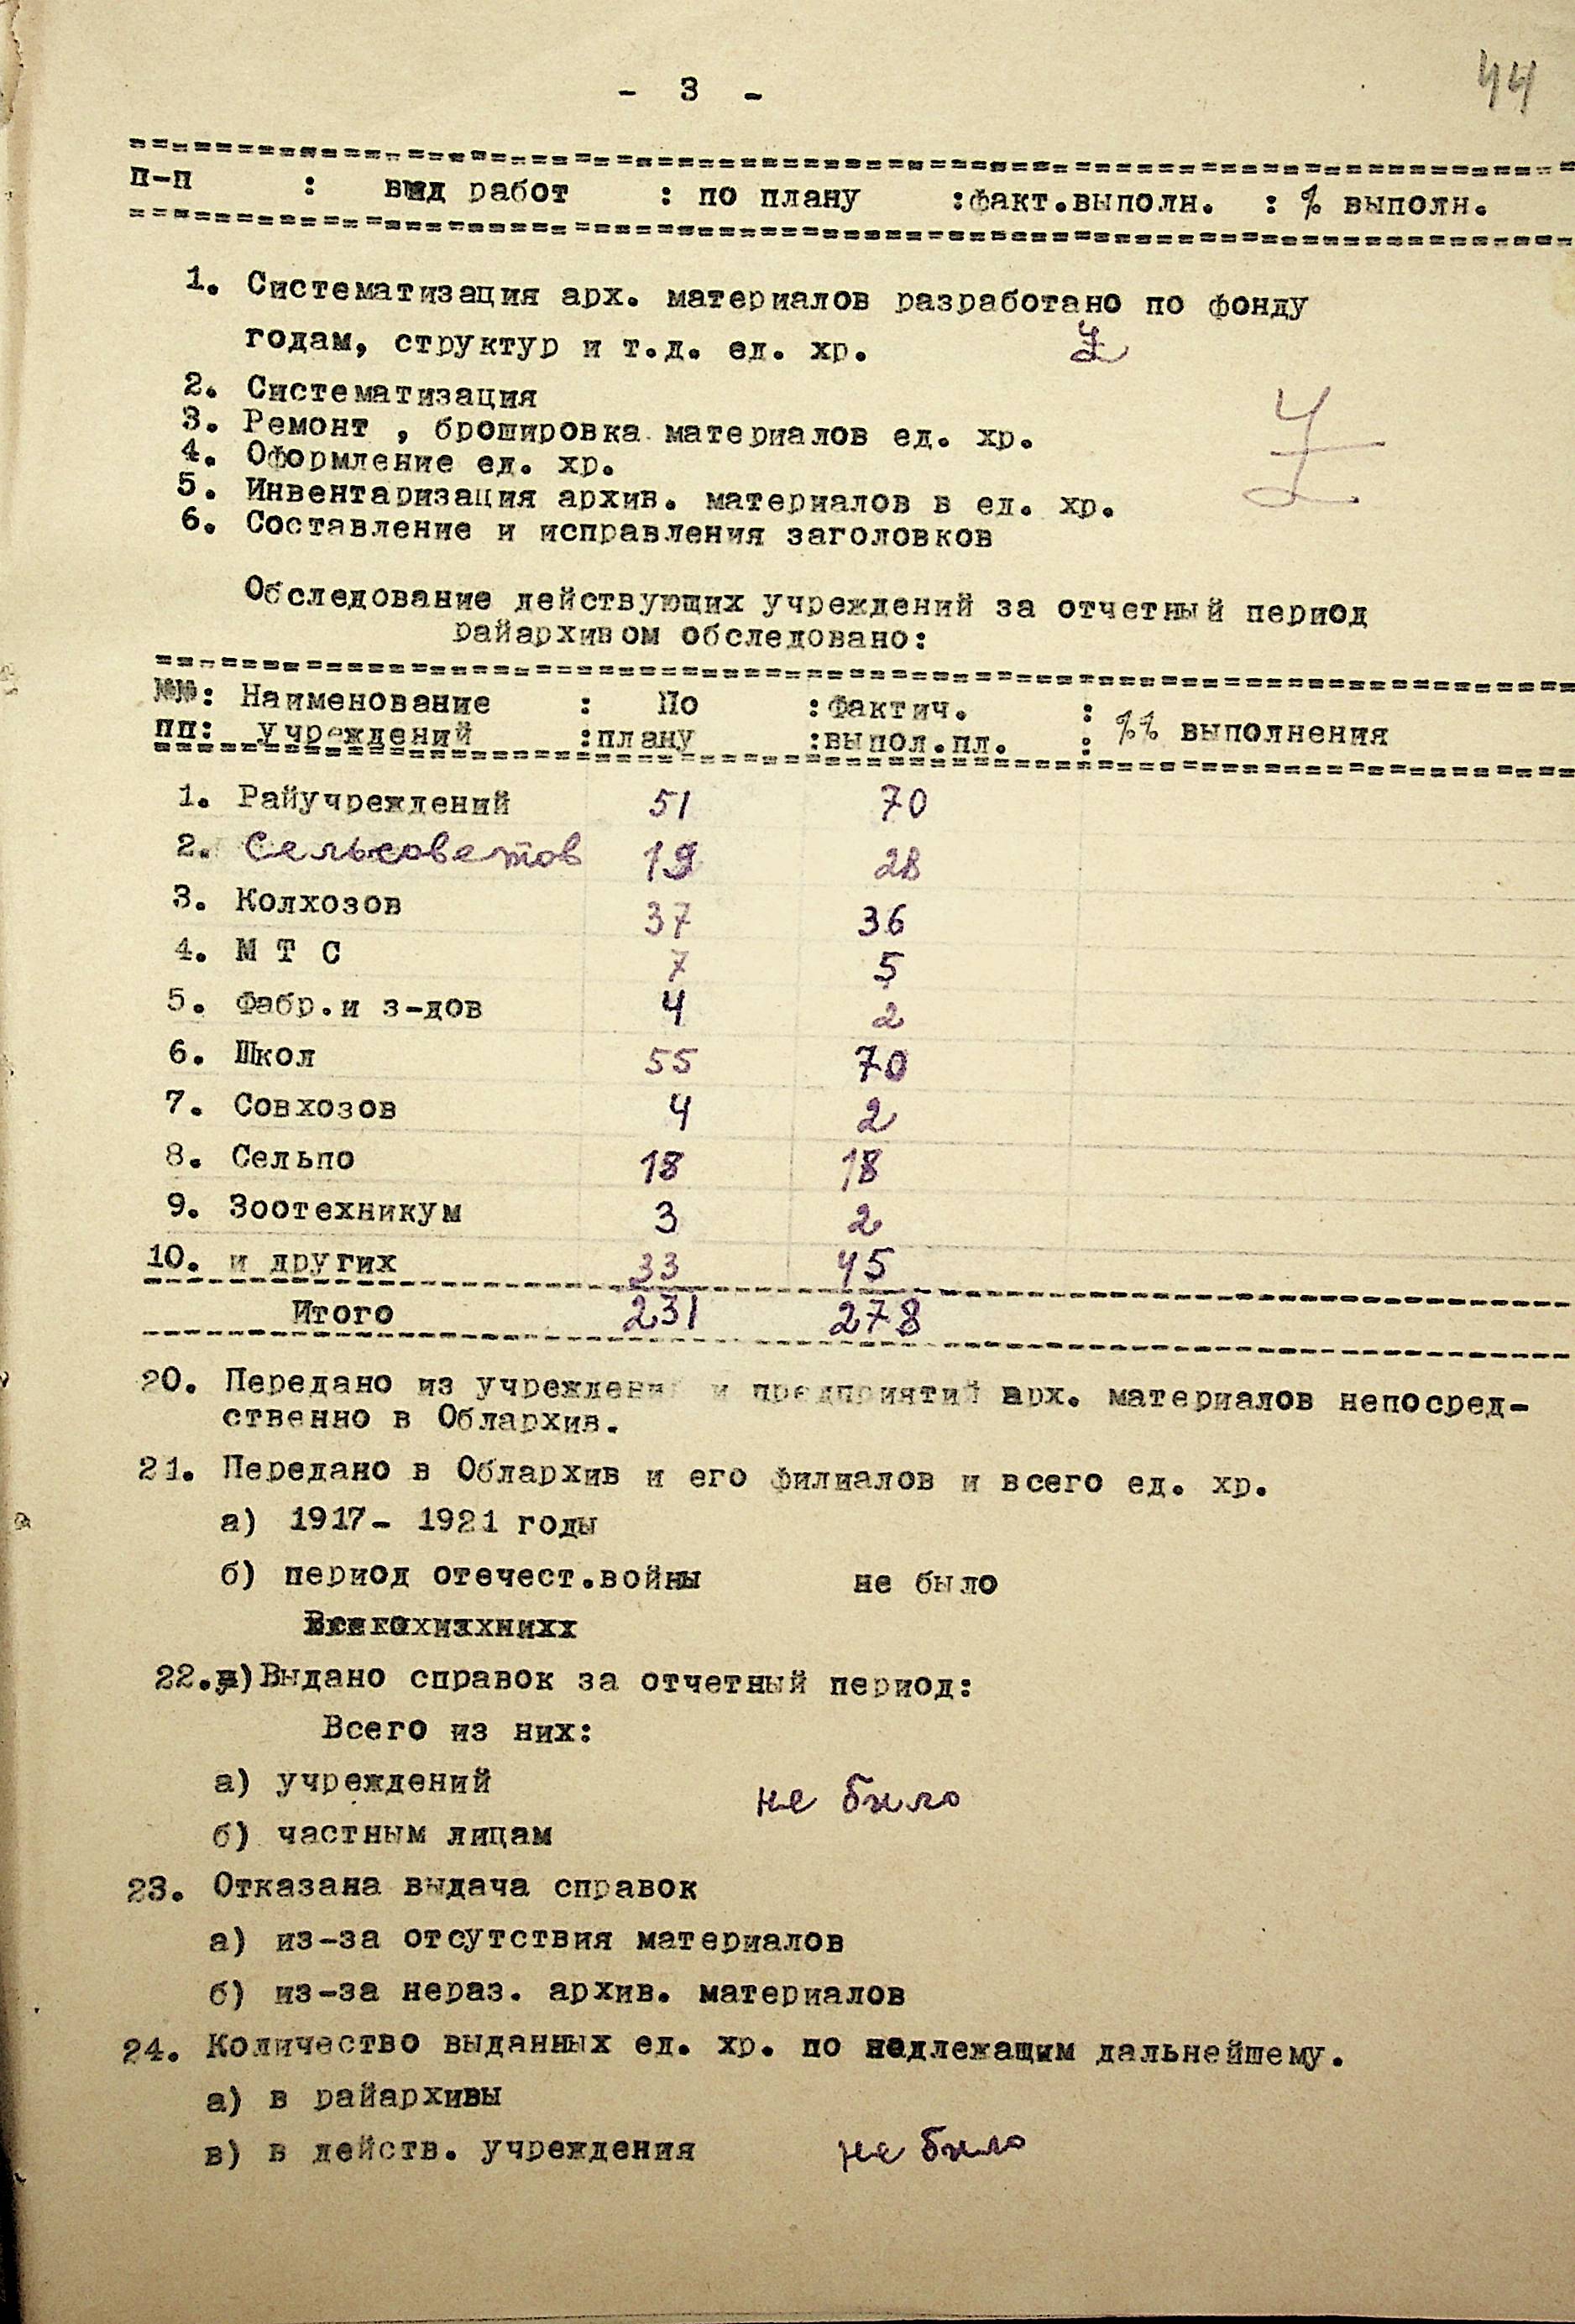 44
- 3 -
п-п : вид работ : по плану :факт.выполн. : % выполн.
1. Систематизация арх. материалов разработано по фонду
годам, структур и т.д. ед. хр.
2. Систематизация
3. Ремонт , брошировка материалов ед. хр.
4. Оформление ед. хр.
5. Инвентаризация архив. материалов в ед. хр.
6. Составление и исправления заголовков
Обследование действующих учреждений за отчетный период
райархивом обследовано:
№№: Наименование : По :Фактич. :
пп: учреждений :плану :выпол.пл. : %% выполнения
1. Райучреждений 51 70
2. Сельсоветов 19 28
3. Колхозов 37 36
4. М Т С 7 5
5. Фабр.и з-дов 4 2
6. Школ 55 70
7. Совхозов 4 2
8. Сельпо 18 18
9. Зоотехникум 3 2
10. и других 33 45
Итого 231 278
20. Передано из учреждений и предприятий арх. материалов непосред-
ственно в Облархив.
21. Передано в Облархив и его филиалов и всего ед. хр.
а) 1917- 1921 годы
б) период отечест.войны не было
22. Выдано справок за отчетный период:
Всего из них:
а) учреждений не было
б) частным лицам
23. Отказана выдача справок
а) из-за отсутствия материалов
б) из-за нераз. архив. материалов
24. Количество выданных ед. хр. по надлежащим дальнейшему.
а) в райархивы
в) в действ. учреждения не было